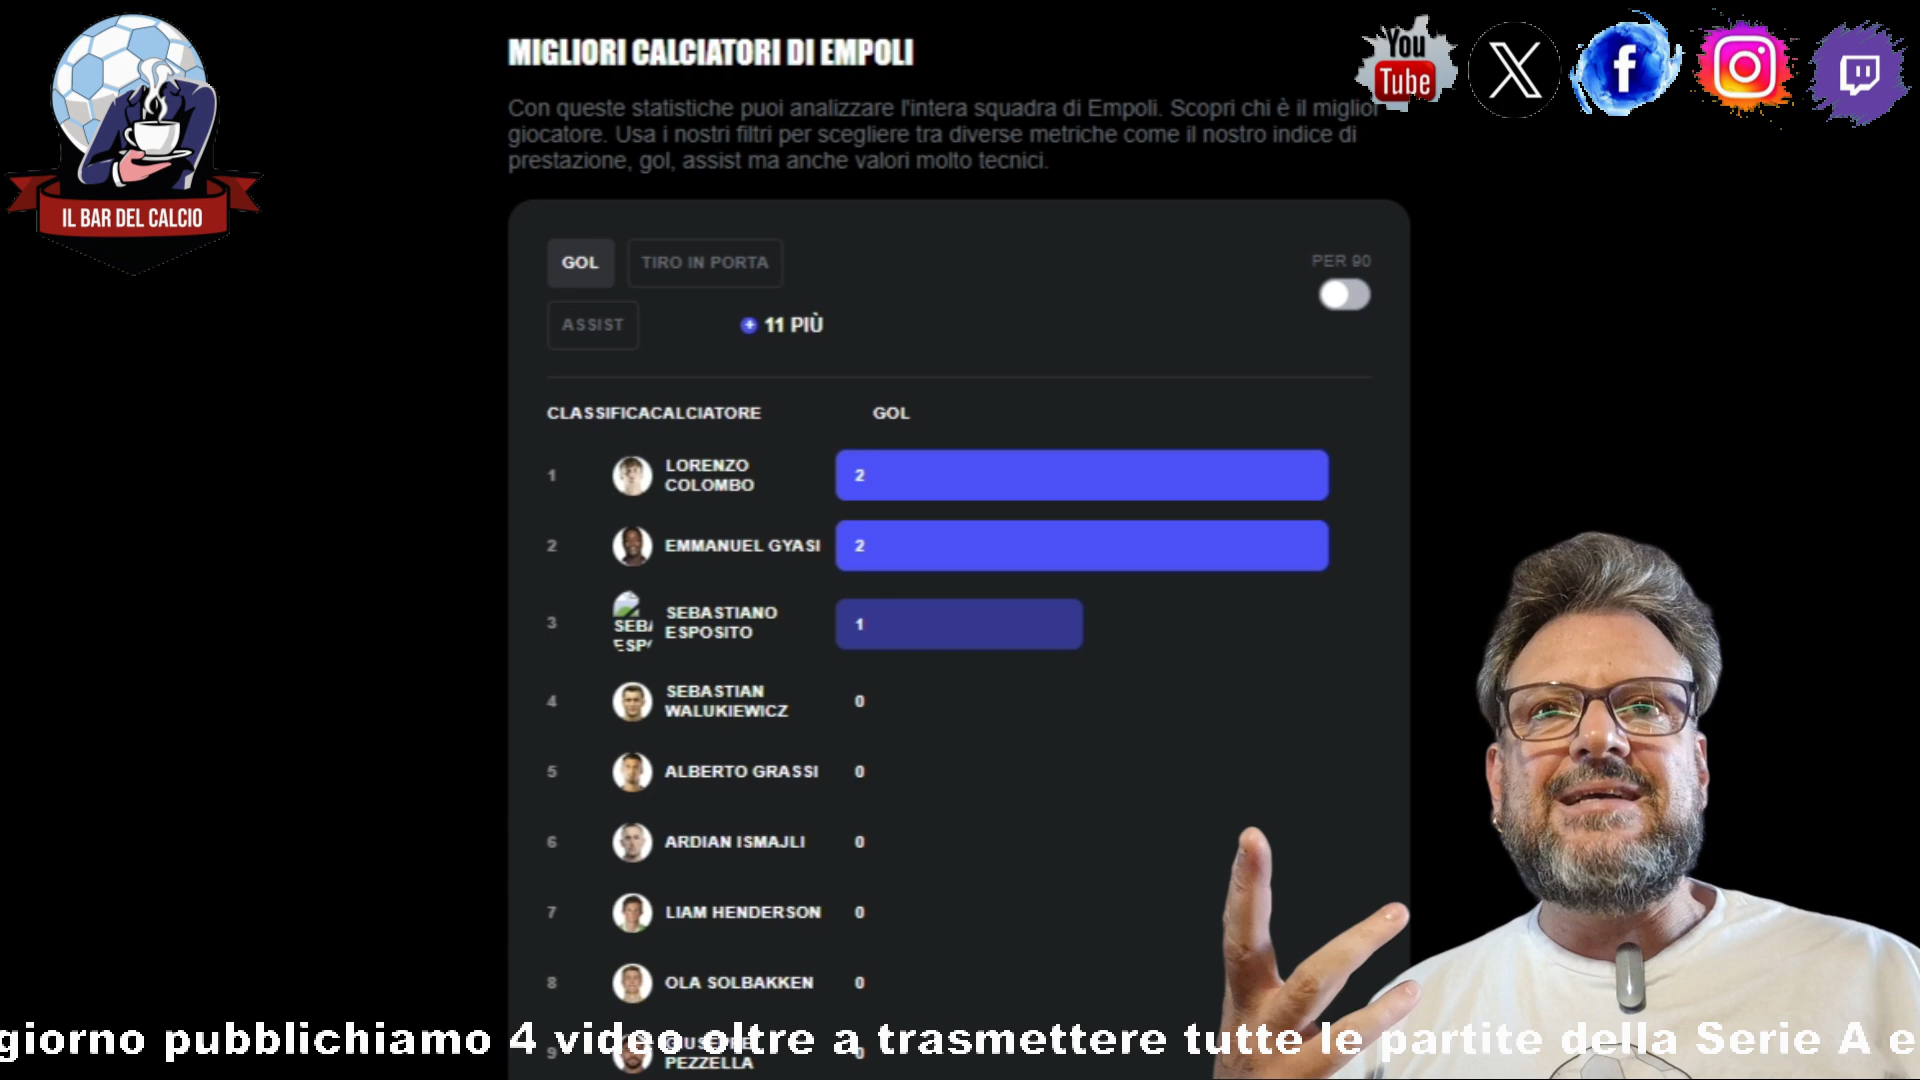 MIGLIORI CALCIATORI DI EMPOLI
Con queste statistiche puoi analizzare l'intera squadra di Empoli. Scopri chi è il miglior
giocatore. Usa i nostri filtri per scegliere tra diverse metriche come il nostro indice di
prestazione, gol, assist ma anche valori molto tecnici.
You
Tube
IL BAR DEL CALCIO
GOL
TIRO IN PORTA
PER 90
ASSIST
11 PIÙ
CLASSIFICACALCIATORE
GOL
1
LORENZO
COLOMBO
2
2
EMMANUEL GYASI
2
3
SEBA
ESPO
SEBASTIANO
ESPOSITO
1
4
SEBASTIAN
WALUKIEWICZ
0
5
ALBERTO GRASSI
0
6
ARDIAN ISMAJLI
0
7
LIAM HENDERSON
0
8
OLA SOLBAKKEN
0
9
GIUSEPPE
PEZZELLA
0
giorno pubblichiamo 4 video oltre a trasmettere tutte le partite della Serie A e